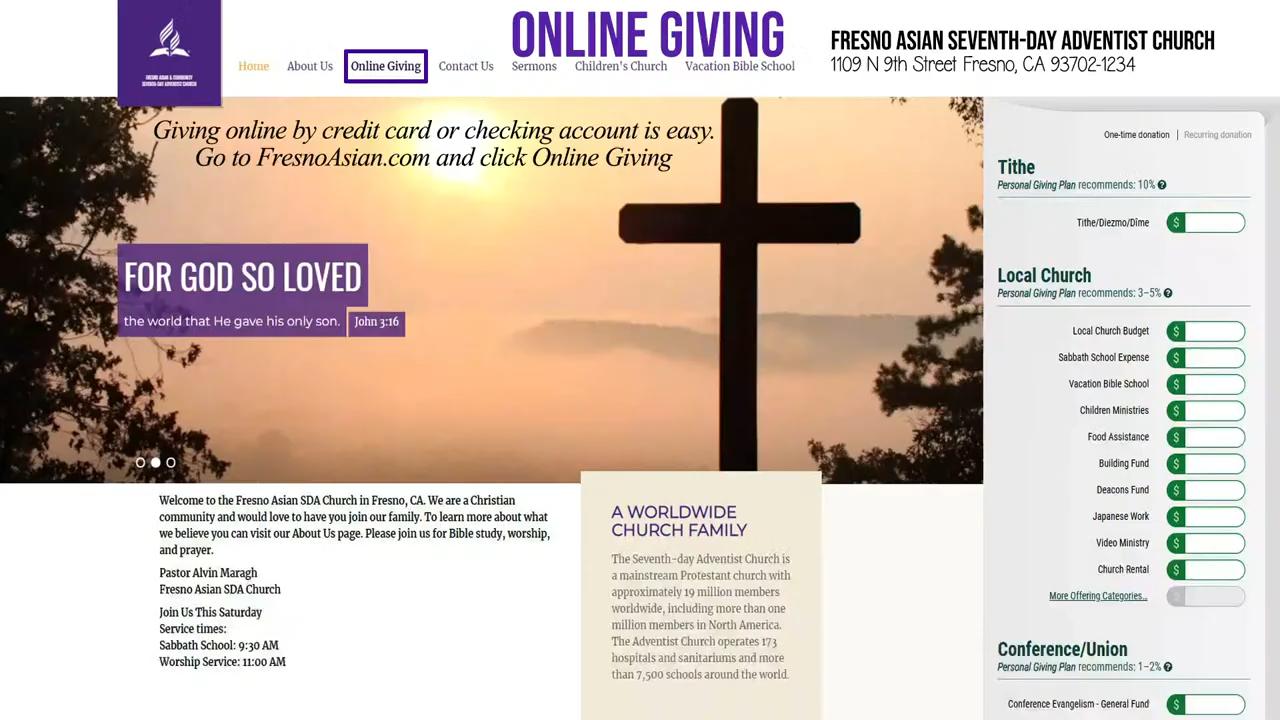 FRESNO ASIAN & COMMUNITY
SEVENTH-DAY ADVENTIST CHURCH
ONLINE GIVING
Home About Us Online Giving Contact Us Sermons Children's Church Vacation Bible School
FRESNO ASIAN SEVENTH-DAY ADVENTIST CHURCH
1109 N 9th Street Fresno, CA 93702-1234
Giving online by credit card or checking account is easy.
Go to FresnoAsian.com and click Online Giving
FOR GOD SO LOVED
the world that He gave his only son. John 3:16
Welcome to the Fresno Asian SDA Church in Fresno, CA. We are a Christian
community and would love to have you join our family. To learn more about what
we believe you can visit our About Us page. Please join us for Bible study, worship,
and prayer.
Pastor Alvin Maragh
Fresno Asian SDA Church
Join Us This Saturday
Service times:
Sabbath School: 9:30 AM
Worship Service: 11:00 AM
A WORLDWIDE
CHURCH FAMILY
The Seventh-day Adventist Church is
a mainstream Protestant church with
approximately 19 million members
worldwide, including more than one
million members in North America.
The Adventist Church operates 173
hospitals and sanitariums and more
than 7,500 schools around the world.
One-time donation | Recurring donation
Tithe
Personal Giving Plan recommends: 10% ?
Tithe/Diezmo/Dîme $
Local Church
Personal Giving Plan recommends: 3–5% ?
Local Church Budget $
Sabbath School Expense $
Vacation Bible School $
Children Ministries $
Food Assistance $
Building Fund $
Deacons Fund $
Japanese Work $
Video Ministry $
Church Rental $
More Offering Categories... $
Conference/Union
Personal Giving Plan recommends: 1–2% ?
Conference Evangelism - General Fund $